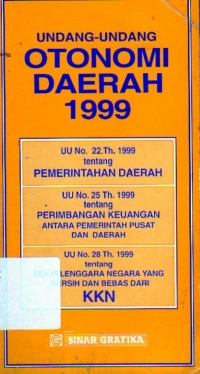 UNDANG-UNDANG
OTONOMI
DAERAH
1999
UU No. 22.Th. 1999
tentang
PEMERINTAHAN DAERAH
UU No. 25 Th. 1999
tentang
PERIMBANGAN KEUANGAN
ANTARA PEMERINTAH PUSAT
DAN DAERAH
UU No. 28 Th. 1999
tentang
NEGARA YANG
BERSIH DAN BEBAS DARI
KKN
SINAR GRAFIKA